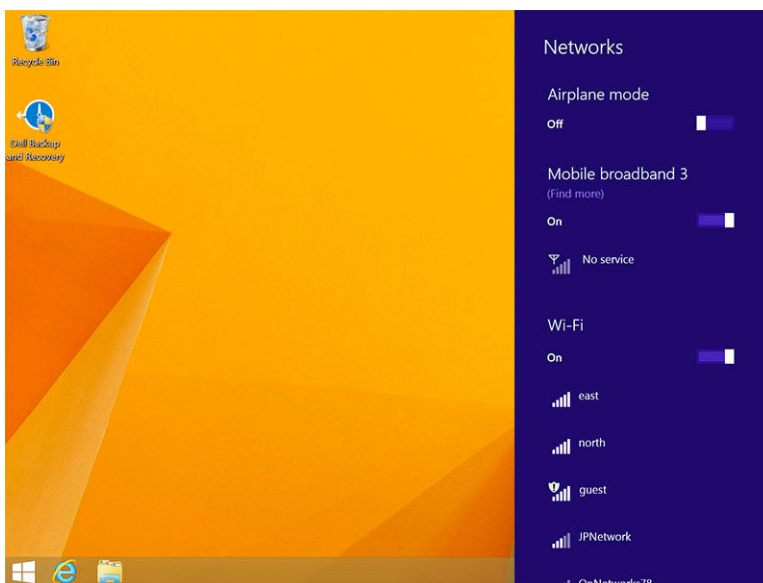 Recycle Bin
Dell Backup
and Recovery
Networks
Airplane mode
Off
Mobile broadband 3
(Find more)
On
No service
Wi-Fi
On
east
north
guest
JPNetwork
OpNetworks78